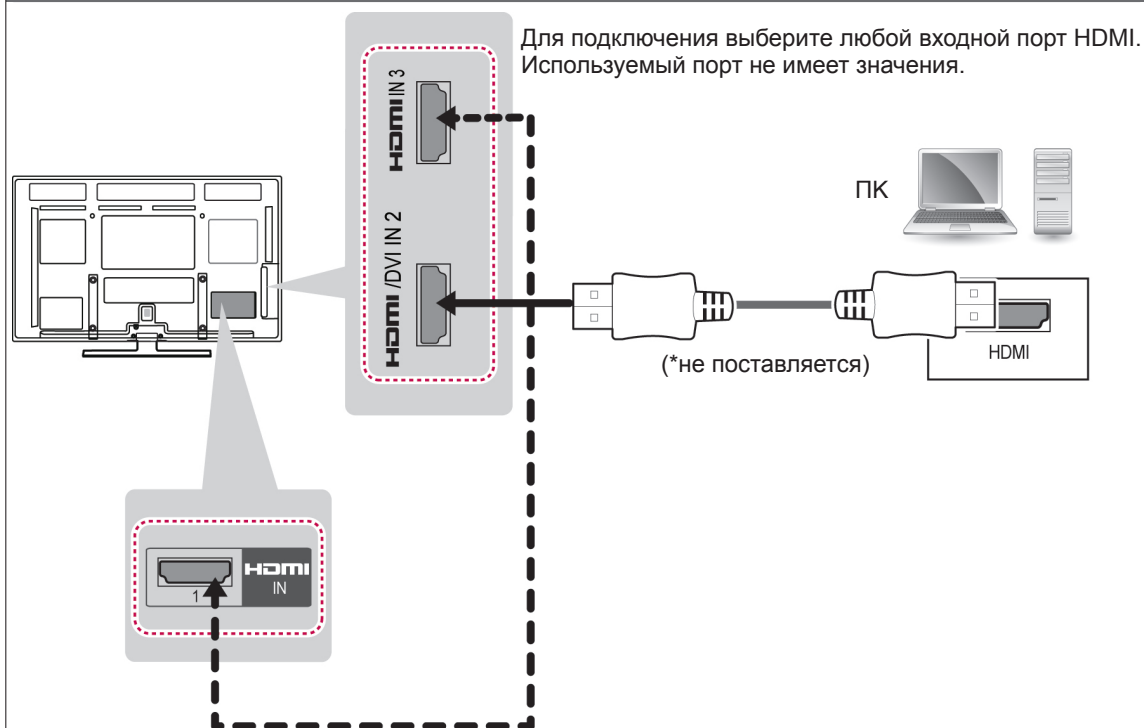 Для подключения выберите любой входной порт HDMI.
Используемый порт не имеет значения.
HDMI IN 3
HDMI /DVI IN 2
ПК
(*не поставляется)
HDMI
1
HDMI
IN